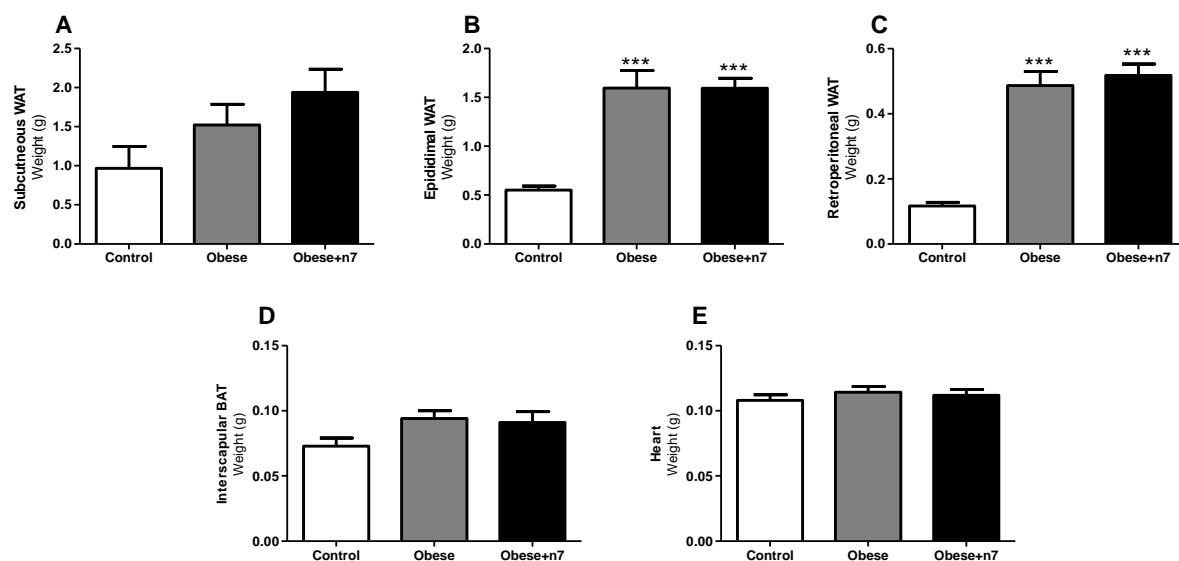 A
Subcutneous WAT
Weight (g)
2.5
2.0
1.5
1.0
0.5
0.0
Control Obese Obese+n7
B
Epididimal WAT
Weight (g)
2.0
1.5
1.0
0.5
0.0
*** ***
Control Obese Obese+n7
C
Retroperitoneal WAT
Weight (g)
0.6
0.4
0.2
0.0
*** ***
Control Obese Obese+n7
D
Interscapular BAT
Weight (g)
0.15
0.10
0.05
0.00
Control Obese Obese+n7
E
Heart
Weight (g)
0.15
0.10
0.05
0.00
Control Obese Obese+n7